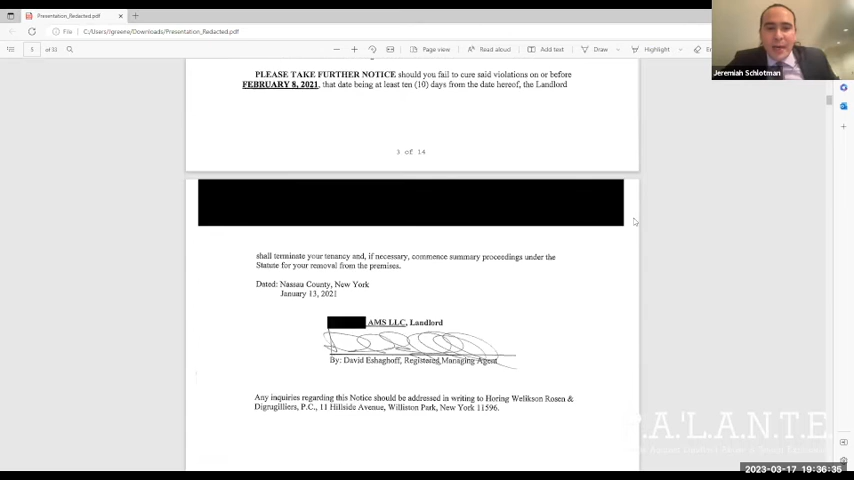 Presentation_Redacted.pdf
File
C:/Users/lgreene/Downloads/Presentation_Redacted.pdf
5 of 31
Page view
Read aloud
Add text
Draw
Highlight
Jeremiah Schlotman
PLEASE TAKE FURTHER NOTICE should you fail to cure said violations on or before
FEBRUARY 8, 2021, that date being at least ten (10) days from the date hereof, the Landlord
3 of 14
shall terminate your tenancy and, if necessary, commence summary proceedings under the
Statute for your removal from the premises.
Dated: Nassau County, New York
January 13, 2021
AMS LLC, Landlord
By: David Eshaghoff, Registered Managing Agent
Any inquiries regarding this Notice should be addressed in writing to Horing Welikson Rosen &
Digrugilliers, P.C., 11 Hillside Avenue, Williston Park, New York 11596.
P.A'L.A.N.T.E
2023-03-17 19:36:35